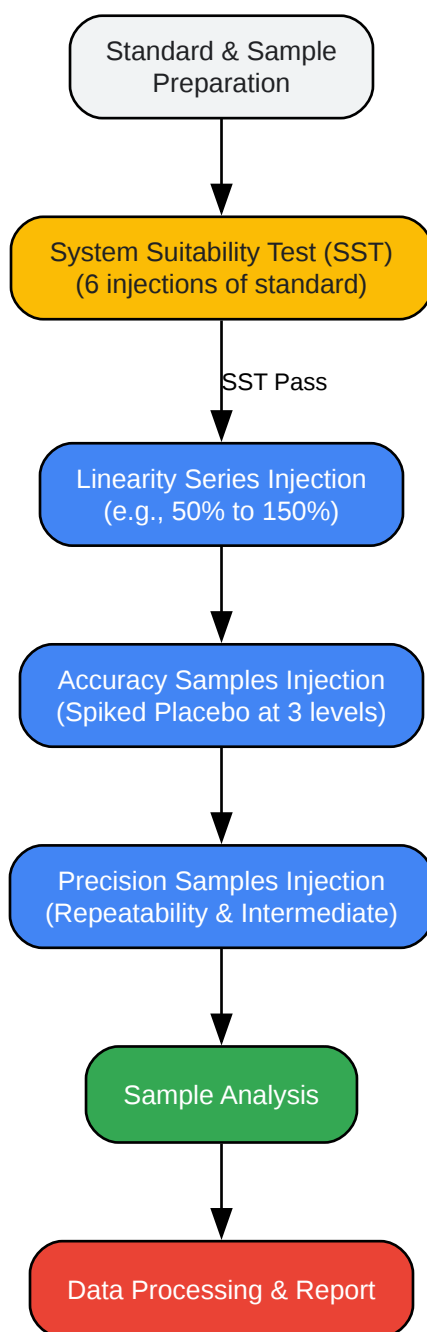 Standard & Sample
Preparation
System Suitability Test (SST)
(6 injections of standard)
SST Pass
Linearity Series Injection
(e.g., 50% to 150%)
Accuracy Samples Injection
(Spiked Placebo at 3 levels)
Precision Samples Injection
(Repeatability & Intermediate)
Sample Analysis
Data Processing & Report